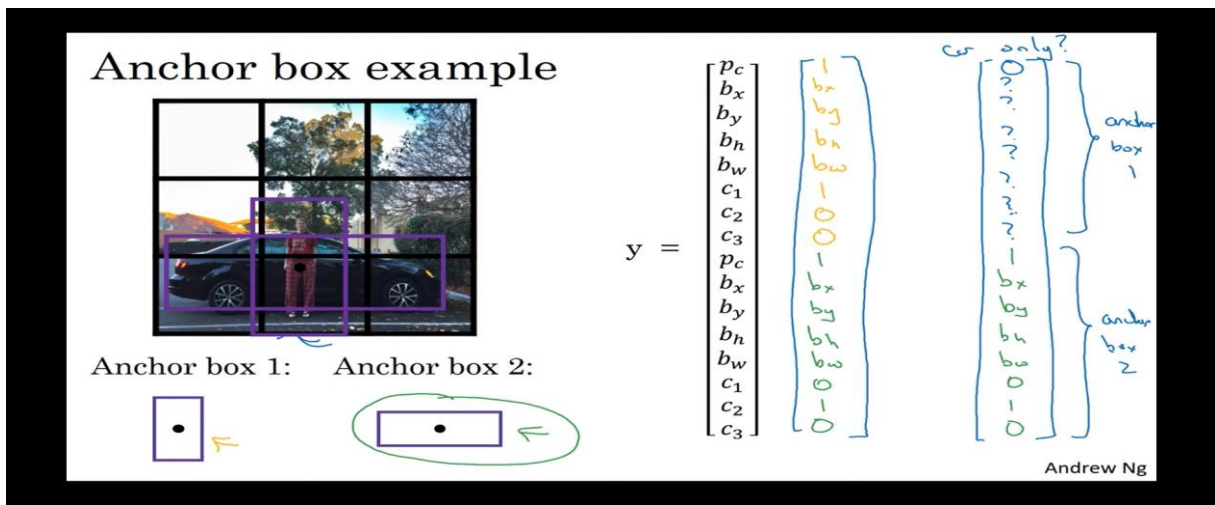 Anchor box example
Anchor box 1:
Anchor box 2:
y =
p_c
b_x
b_y
b_h
b_w
c_1
c_2
c_3
p_c
b_x
b_y
b_h
b_w
c_1
c_2
c_3
1
bx
by
bh
bw
1
0
0
1
bx
by
bh
bw
0
1
0
car only?
0
?
?
?
?
?
?
?
1
bx
by
bh
bw
0
1
0
anchor
box
1
anchor
box
2
Andrew Ng